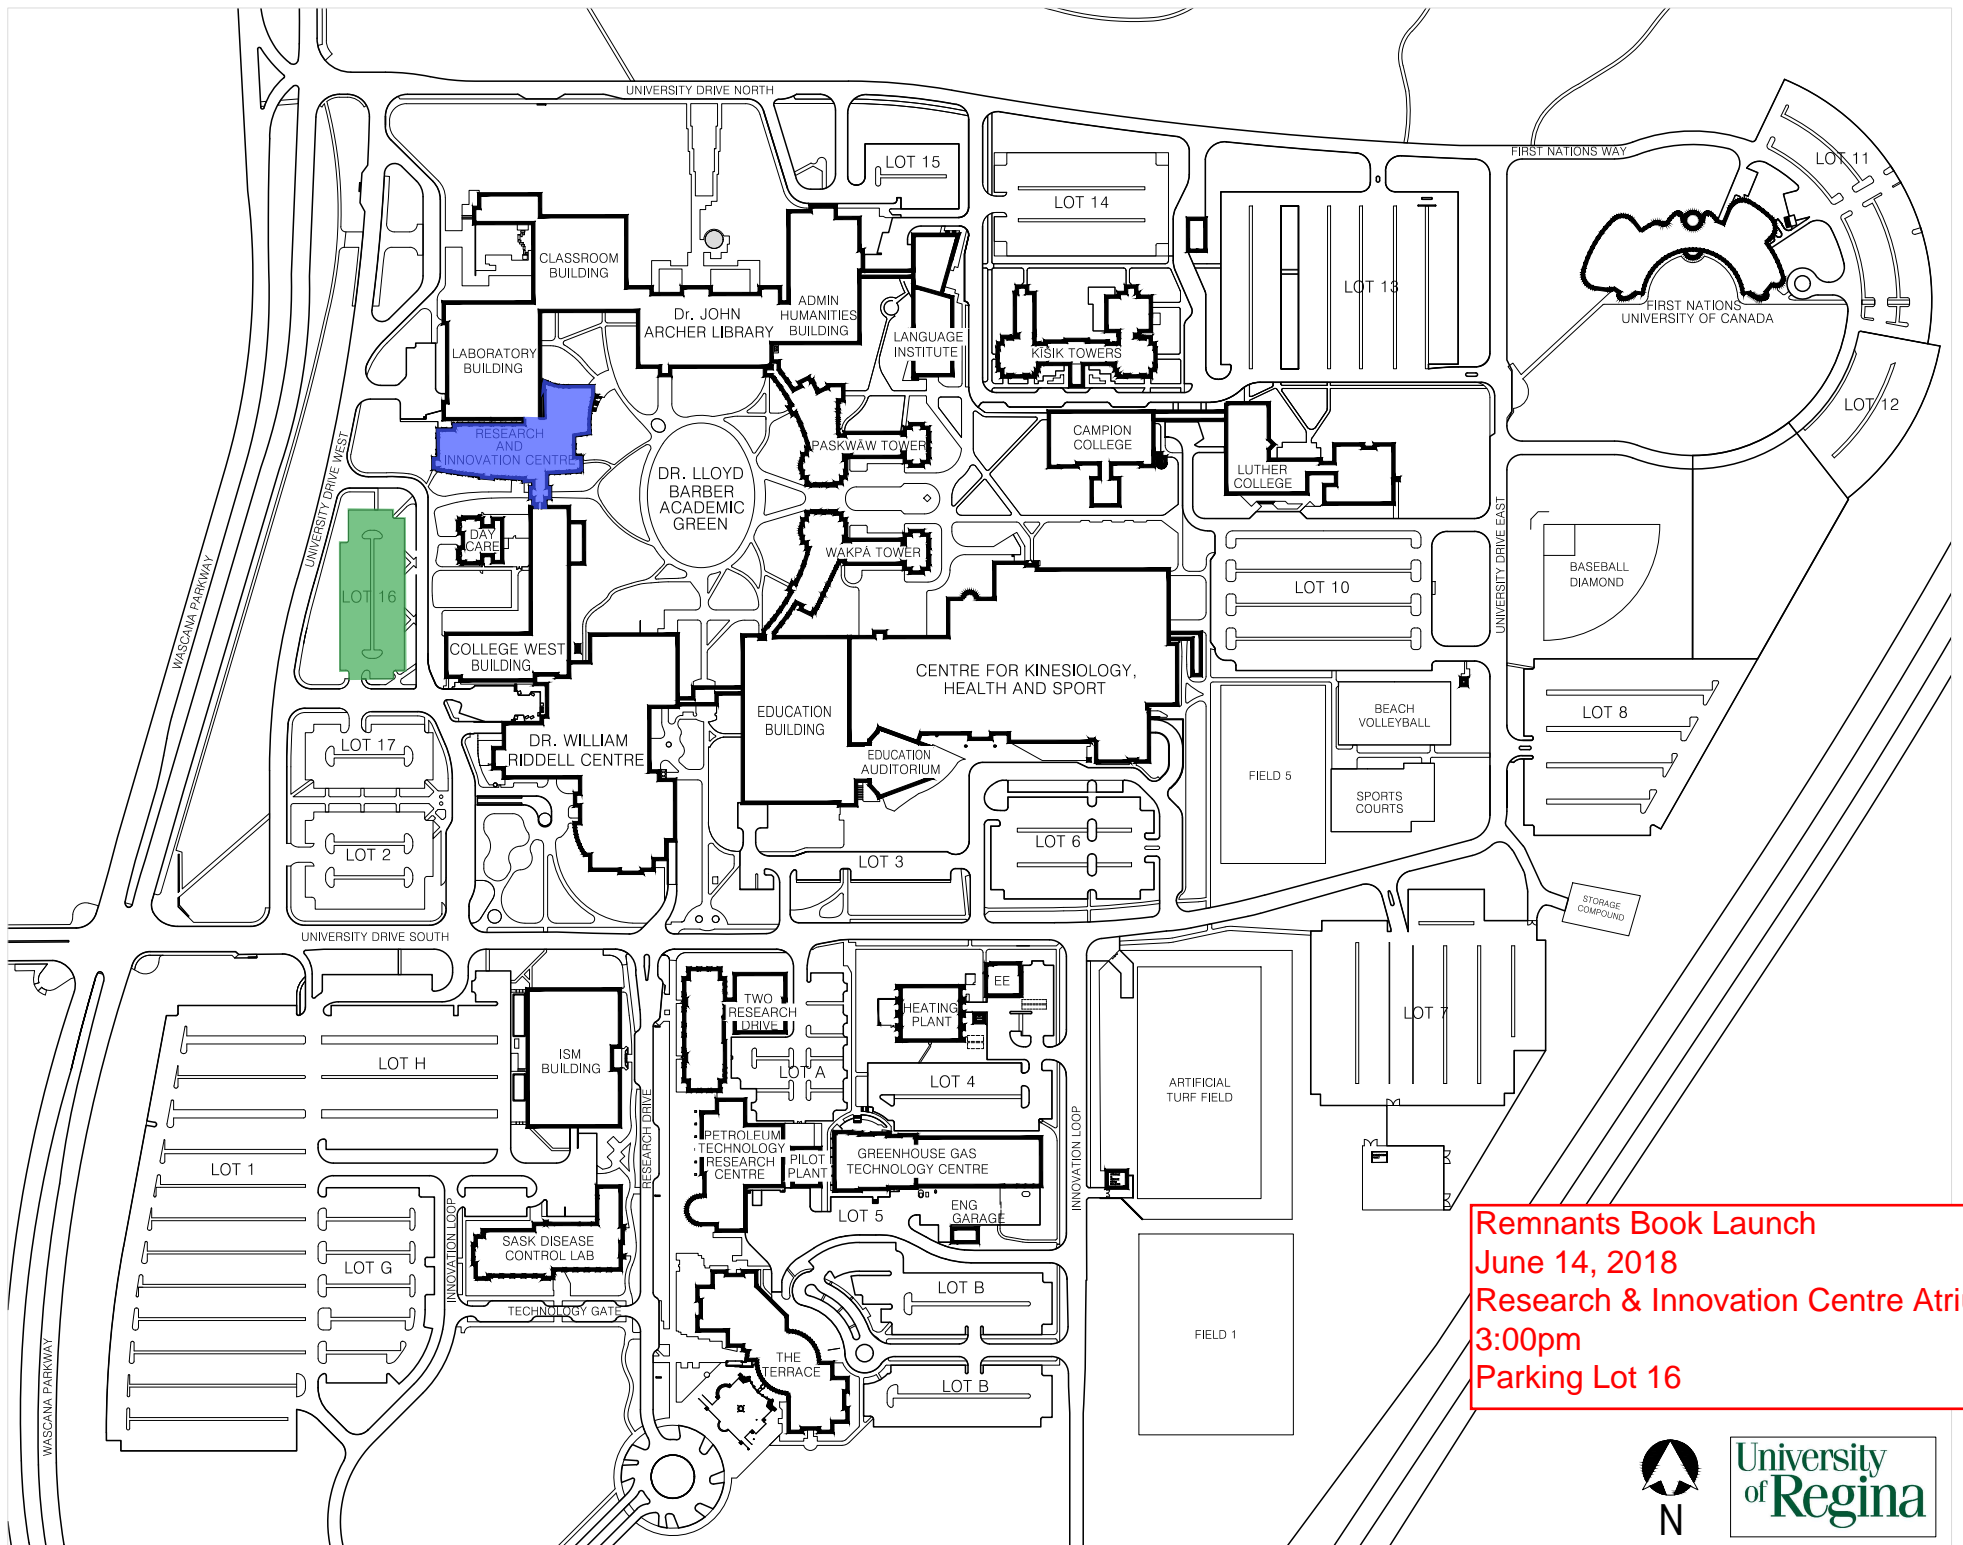 UNIVERSITY DRIVE NORTH
FIRST NATIONS WAY
LOT 11
LOT 15
LOT 14
CLASSROOM
BUILDING
LOT 13
Dr. JOHN
ARCHER LIBRARY
ADMIN
HUMANITIES
BUILDING
FIRST NATIONS
UNIVERSITY OF CANADA
LANGUAGE
INSTITUTE
KĪSIK TOWERS
LABORATORY
BUILDING
LOT 12
RESEARCH
AND
INNOVATION CENTRE
PASKWĀW TOWER
CAMPION
COLLEGE
LUTHER
COLLEGE
UNIVERSITY DRIVE WEST
DR. LLOYD
BARBER
ACADEMIC
GREEN
UNIVERSITY DRIVE EAST
DAY
CARE
WAKPĀ TOWER
BASEBALL
DIAMOND
LOT 16
LOT 10
WASCANA PARKWAY
COLLEGE WEST
BUILDING
CENTRE FOR KINESIOLOGY,
HEALTH AND SPORT
EDUCATION
BUILDING
BEACH
VOLLEYBALL
LOT 8
LOT 17
DR. WILLIAM
RIDDELL CENTRE
EDUCATION
AUDITORIUM
FIELD 5
SPORTS
COURTS
LOT 2
LOT 3
LOT 6
STORAGE
COMPOUND
UNIVERSITY DRIVE SOUTH
TWO
RESEARCH
DRIVE
EE
HEATING
PLANT
LOT 7
ISM
BUILDING
LOT H
LOT A
LOT 4
ARTIFICIAL
TURF FIELD
RESEARCH DRIVE
INNOVATION LOOP
PETROLEUM
TECHNOLOGY
RESEARCH
CENTRE
PILOT
PLANT
GREENHOUSE GAS
TECHNOLOGY CENTRE
LOT 1
LOT 5
ENG
GARAGE
INNOVATION LOOP
SASK DISEASE
CONTROL LAB
LOT G
LOT B
TECHNOLOGY GATE
FIELD 1
THE
TERRACE
LOT B
WASCANA PARKWAY
Remnants Book Launch
June 14, 2018
Research & Innovation Centre Atri
3:00pm
Parking Lot 16
N
University
of Regina